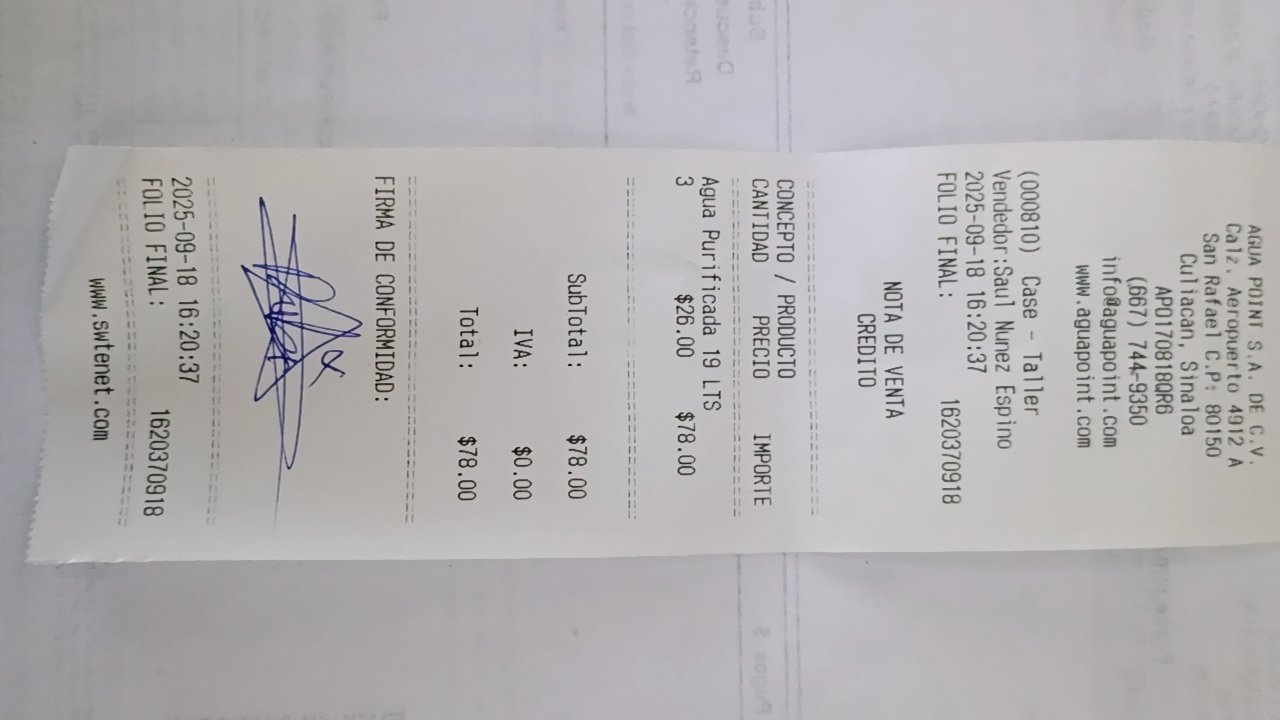 AGUA POINT S.A. DE C.V.
Calz. Aeropuerto 4912 A
San Rafael C.P: 80150
Culiacan, Sinaloa
APO170818QR6
(667) 744-9350
info@aguapoint.com
www.aguapoint.com
(000810) Case - Taller
Vendedor:Saul Nunez Espino
2025-09-18 16:20:37
FOLIO FINAL: 1620370918
NOTA DE VENTA
CREDITO
CONCEPTO / PRODUCTO
CANTIDAD PRECIO IMPORTE
Agua Purificada 19 LTS
3 $26.00 $78.00
SubTotal: $78.00
IVA: $0.00
Total: $78.00
FIRMA DE CONFORMIDAD:
2025-09-18 16:20:37
FOLIO FINAL: 1620370918
www.swtenet.com